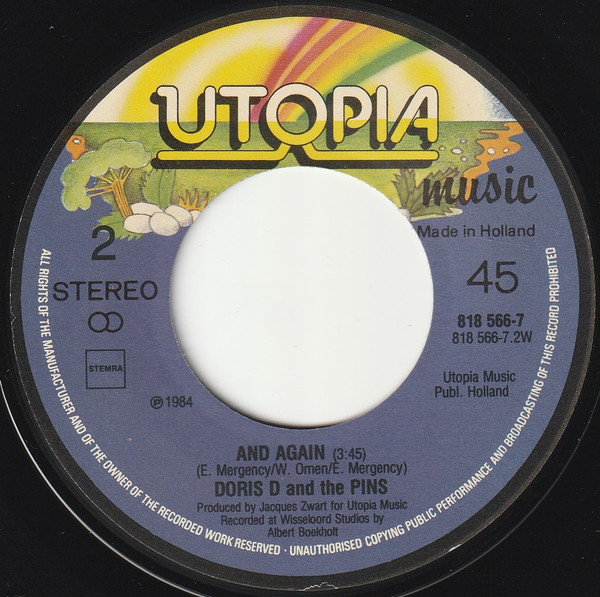 UTOPIA
music
Made in Holland
2
STEREO
45
818 566-7
818 566-7.2W
STEMRA
Utopia Music
Publ. Holland
℗ 1984
AND AGAIN (3:45)
(E. Mergency/W. Omen/E. Mergency)
DORIS D and the PINS
Produced by Jacques Zwart for Utopia Music
Recorded at Wisseloord Studios by
Albert Boekholt
ALL RIGHTS OF THE MANUFACTURER AND OF THE OWNER OF THE RECORDED WORK RESERVED · UNAUTHORISED COPYING PUBLIC PERFORMANCE AND BROADCASTING OF THIS RECORD PROHIBITED